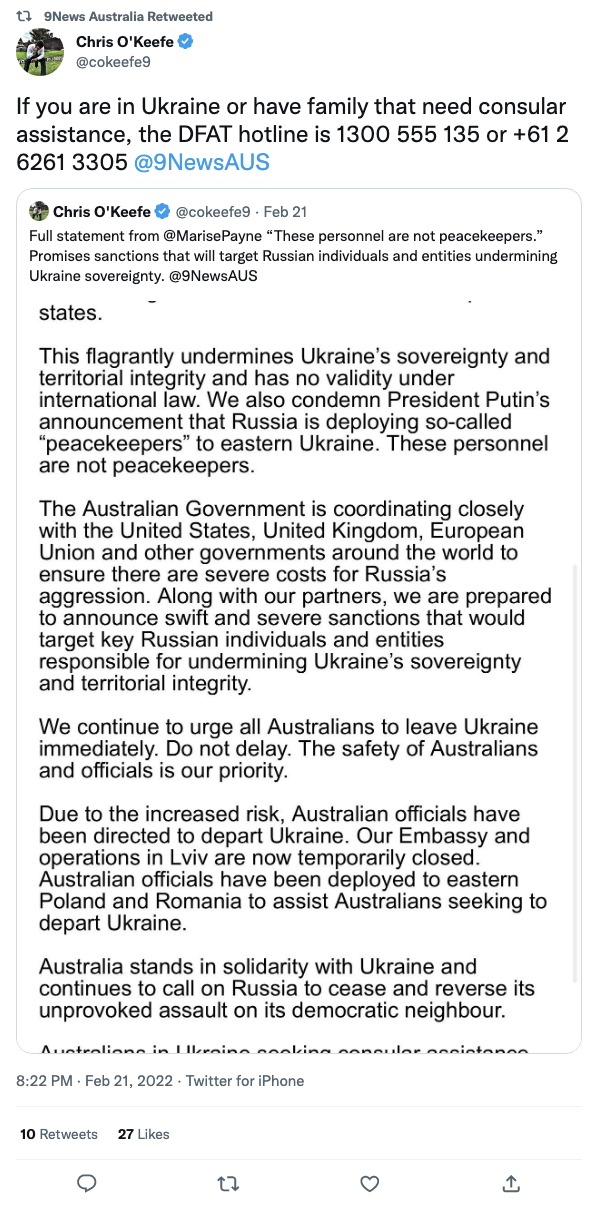 9News Australia Retweeted
Chris O'Keefe
@cokeefe9
If you are in Ukraine or have family that need consular
assistance, the DFAT hotline is 1300 555 135 or +61 2
6261 3305 @9NewsAUS
Chris O'Keefe @cokeefe9 · Feb 21
Full statement from @MarisePayne “These personnel are not peacekeepers.”
Promises sanctions that will target Russian individuals and entities undermining
Ukraine sovereignty. @9NewsAUS
states.
This flagrantly undermines Ukraine’s sovereignty and
territorial integrity and has no validity under
international law. We also condemn President Putin’s
announcement that Russia is deploying so-called
“peacekeepers” to eastern Ukraine. These personnel
are not peacekeepers.
The Australian Government is coordinating closely
with the United States, United Kingdom, European
Union and other governments around the world to
ensure there are severe costs for Russia’s
aggression. Along with our partners, we are prepared
to announce swift and severe sanctions that would
target key Russian individuals and entities
responsible for undermining Ukraine’s sovereignty
and territorial integrity.
We continue to urge all Australians to leave Ukraine
immediately. Do not delay. The safety of Australians
and officials is our priority.
Due to the increased risk, Australian officials have
been directed to depart Ukraine. Our Embassy and
operations in Lviv are now temporarily closed.
Australian officials have been deployed to eastern
Poland and Romania to assist Australians seeking to
depart Ukraine.
Australia stands in solidarity with Ukraine and
continues to call on Russia to cease and reverse its
unprovoked assault on its democratic neighbour.
Australians in Ukraine seeking consular assistance
8:22 PM · Feb 21, 2022 · Twitter for iPhone
10 Retweets 27 Likes